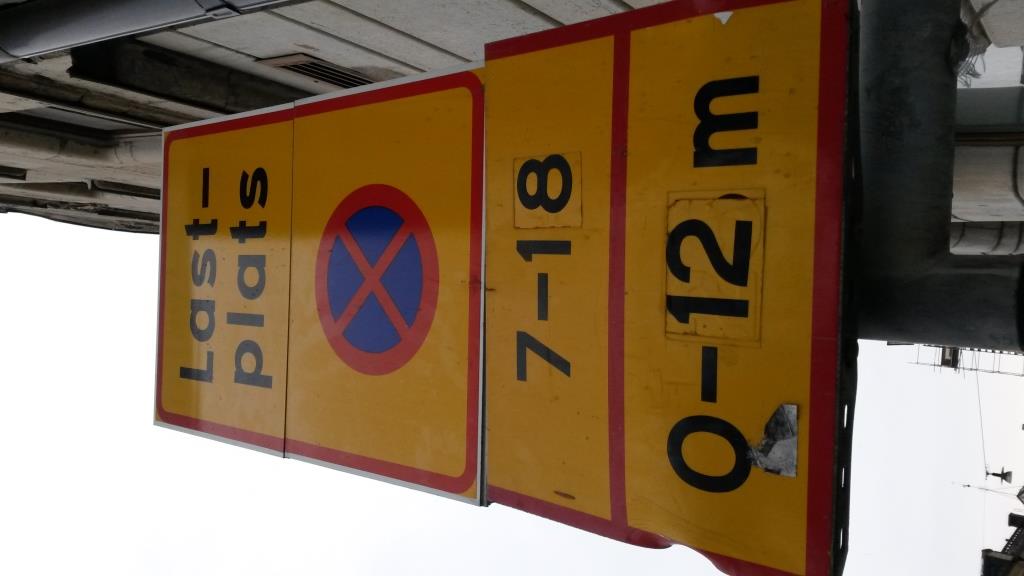 Last-
plats
7-18
0-12 m